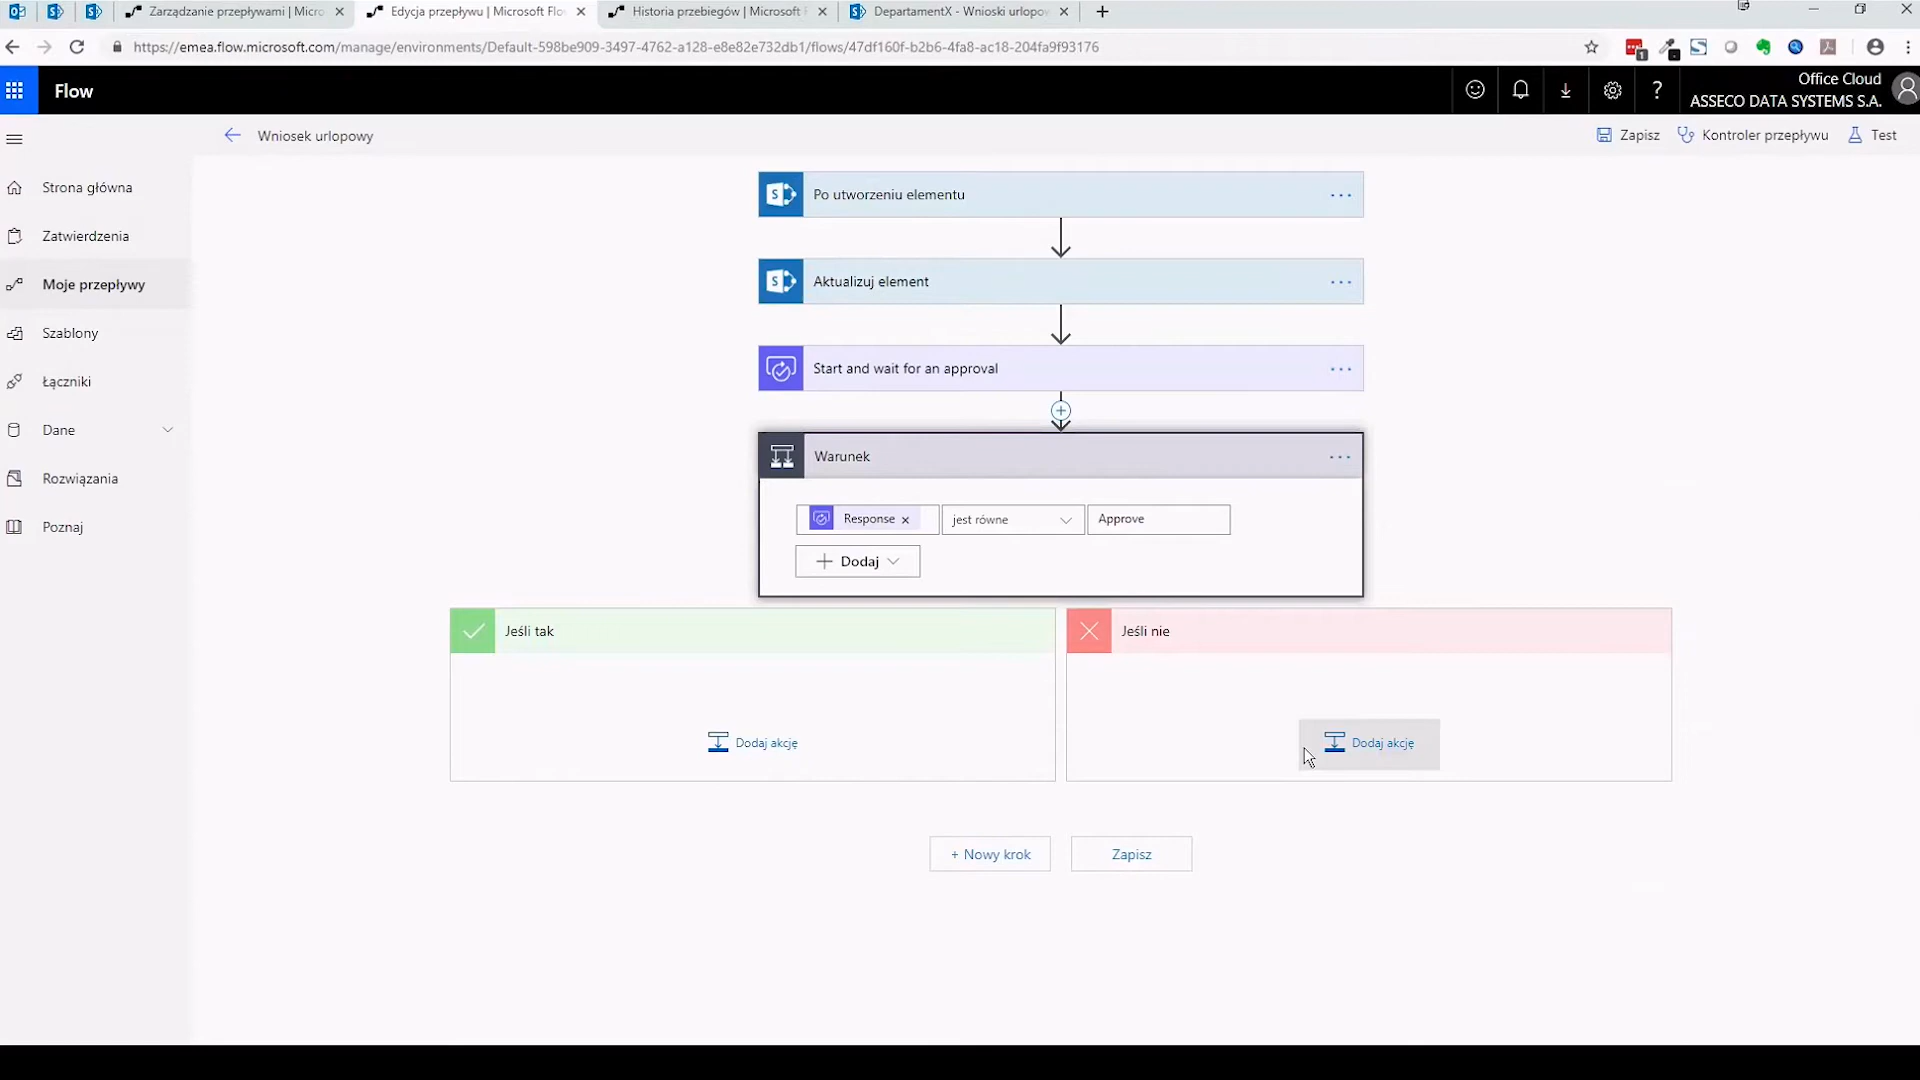 Zarządzanie przepływami | Micro
Edycja przepływu | Microsoft Flo
Historia przebiegów | Microsoft F
DepartamentX - Wnioski urlopo
https://emea.flow.microsoft.com/manage/environments/Default-598be909-3497-4762-a128-e8e82e732db1/flows/47df160f-b2b6-4fa8-ac18-204fa9f93176
1
Flow
?
Office Cloud
ASSECO DATA SYSTEMS S.A.
Wniosek urlopowy
Zapisz
Kontroler przepływu
Test
Strona główna
Zatwierdzenia
Moje przepływy
Szablony
Łączniki
Dane
Rozwiązania
Poznaj
Po utworzeniu elementu
Aktualizuj element
Start and wait for an approval
Warunek
Response
jest równe
Approve
+ Dodaj
Jeśli tak
Jeśli nie
Dodaj akcję
Dodaj akcję
+ Nowy krok
Zapisz